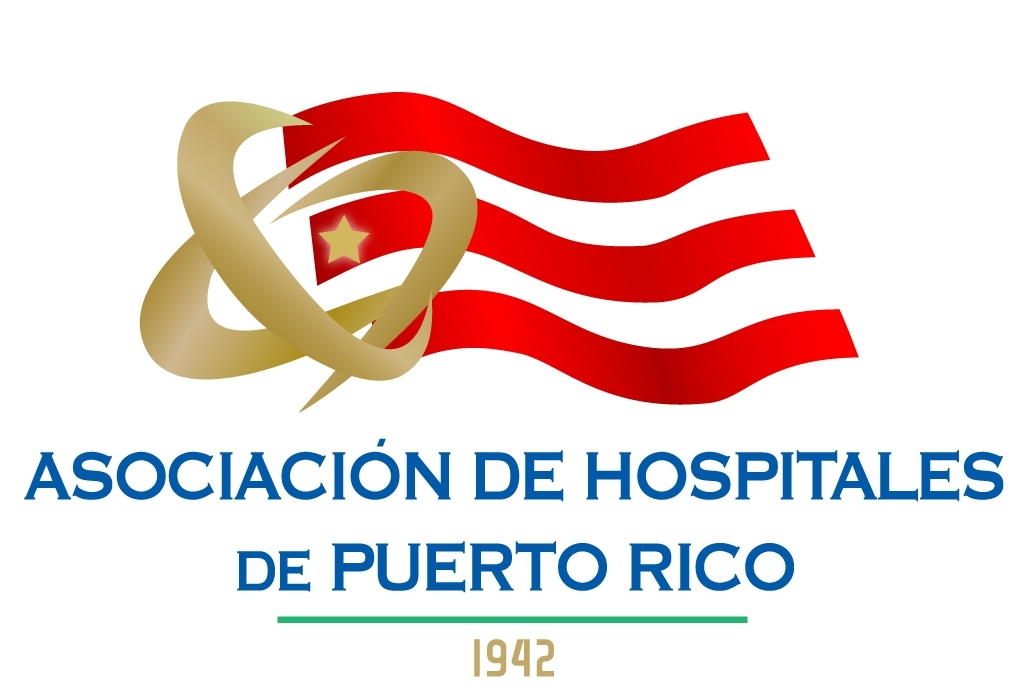 ASOCIACIÓN DE HOSPITALES
DE PUERTO RICO
1942